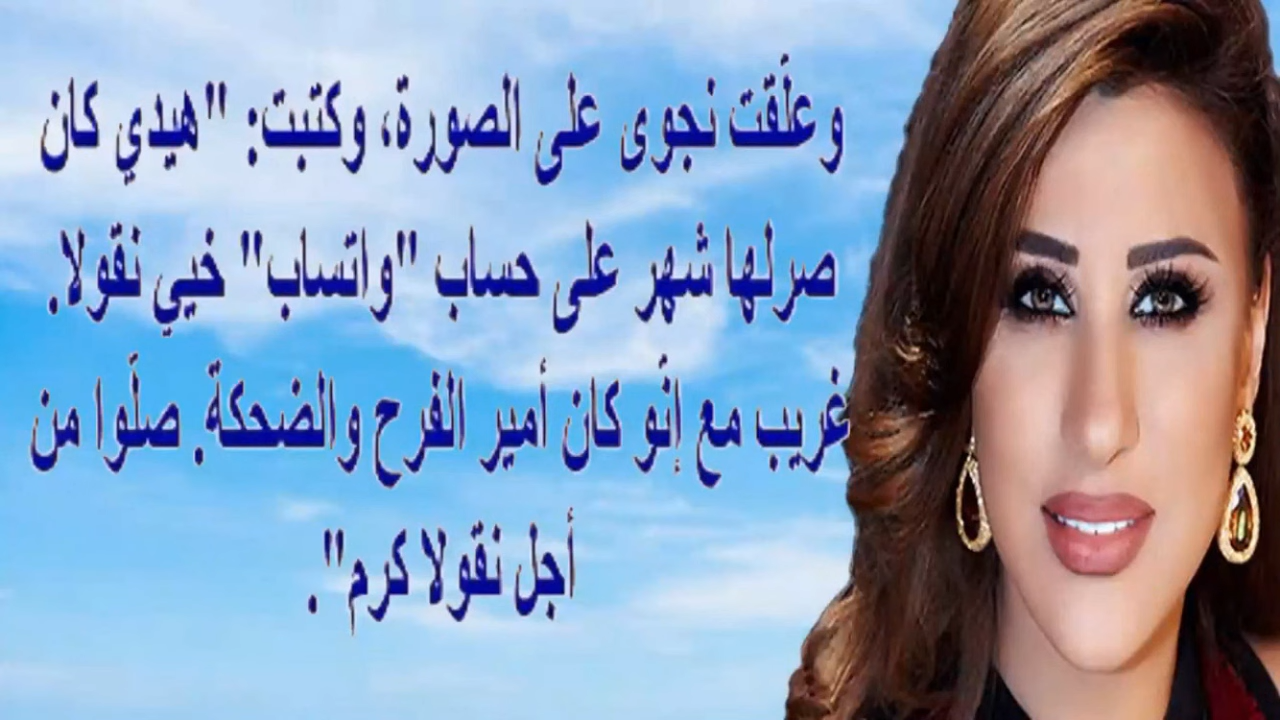 وعلّقت نجوى على الصورة، وكتبت: "هيدي كان
صرلها شهر على حساب "واتساب" خيي نقولا.
غريب مع إنّو كان أمير الفرح والضحكة. صلّوا من
أجل نقولا كرم".